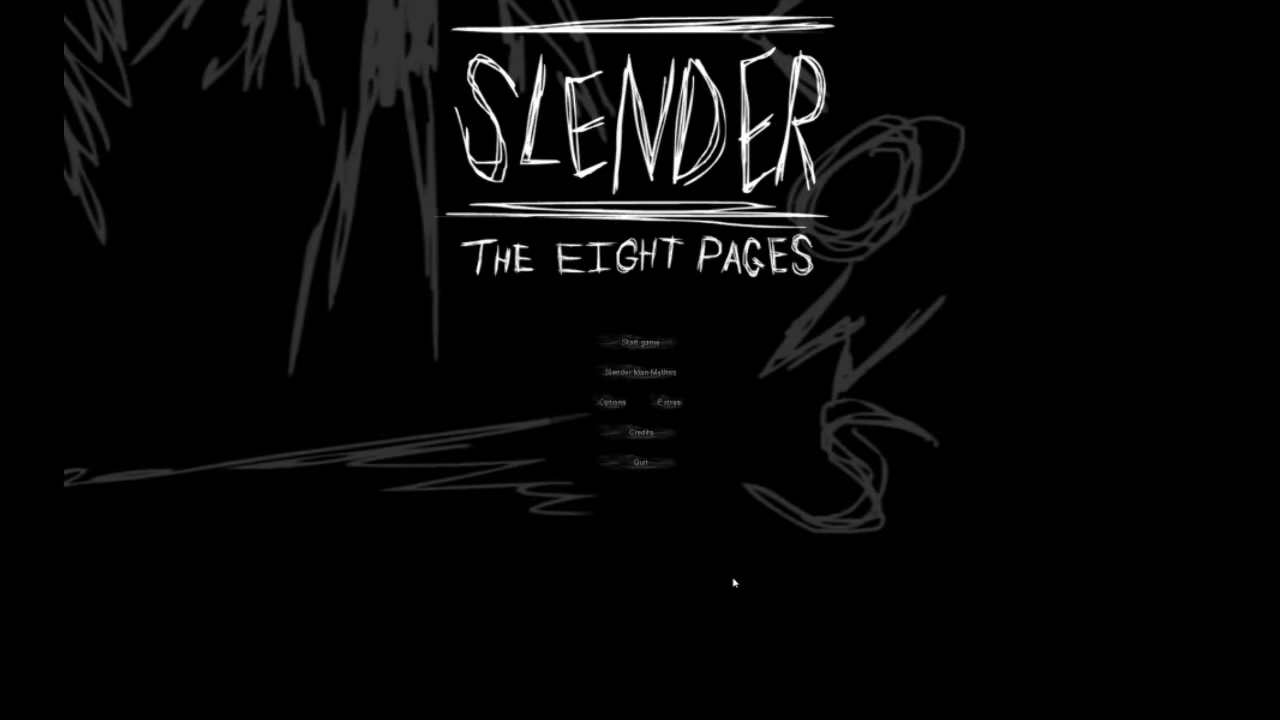 SLENDER
THE EIGHT PAGES
Start game
Slender Man Mythos
Options Extras
Credits
Quit